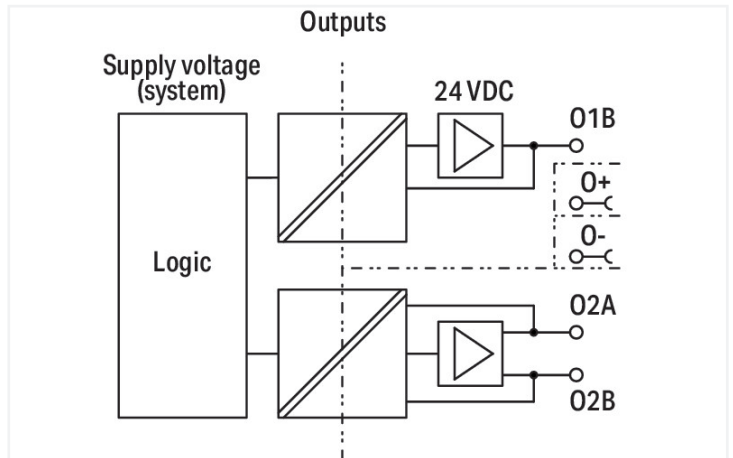 Outputs
Supply voltage
(system)
24 VDC
O1B
O+
O-
Logic
O2A
O2B